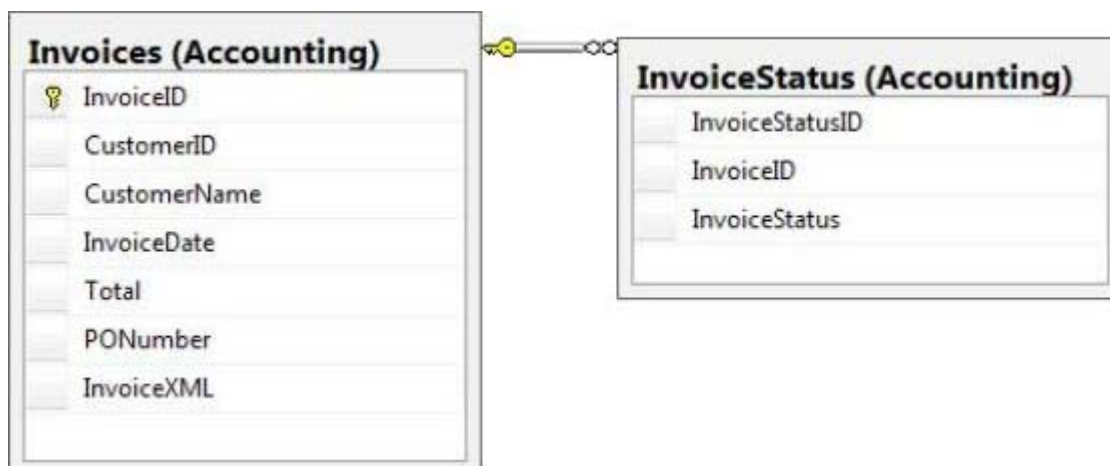 Invoices (Accounting)
InvoiceID
CustomerID
CustomerName
InvoiceDate
Total
PONumber
InvoiceXML
InvoiceStatus (Accounting)
InvoiceStatusID
InvoiceID
InvoiceStatus